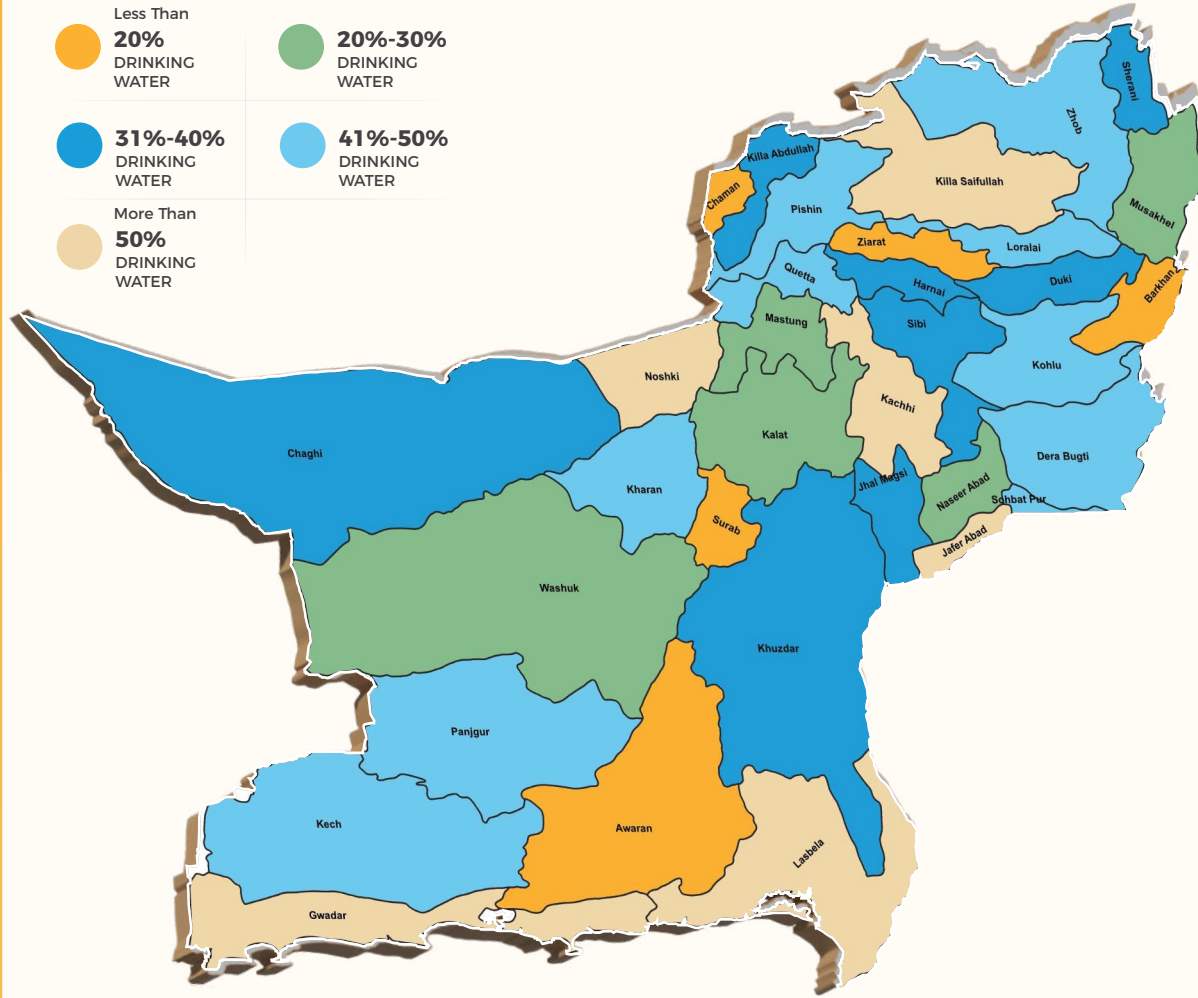 Less Than
20%
DRINKING
WATER
20%-30%
DRINKING
WATER
31%-40%
DRINKING
WATER
41%-50%
DRINKING
WATER
More Than
50%
DRINKING
WATER
Sherani
Zhob
Killa Abdullah
Killa Saifullah
Chaman
Pishin
Musakhel
Ziarat
Loralai
Quetta
Harnai
Duki
Barkhan
Mastung
Sibi
Kohlu
Noshki
Kachhi
Kalat
Chaghi
Dera Bugti
Kharan
Jhal Magsi
Naseer Abad
Sohbat Pur
Surab
Jafer Abad
Washuk
Khuzdar
Panjgur
Kech
Awaran
Lasbela
Gwadar